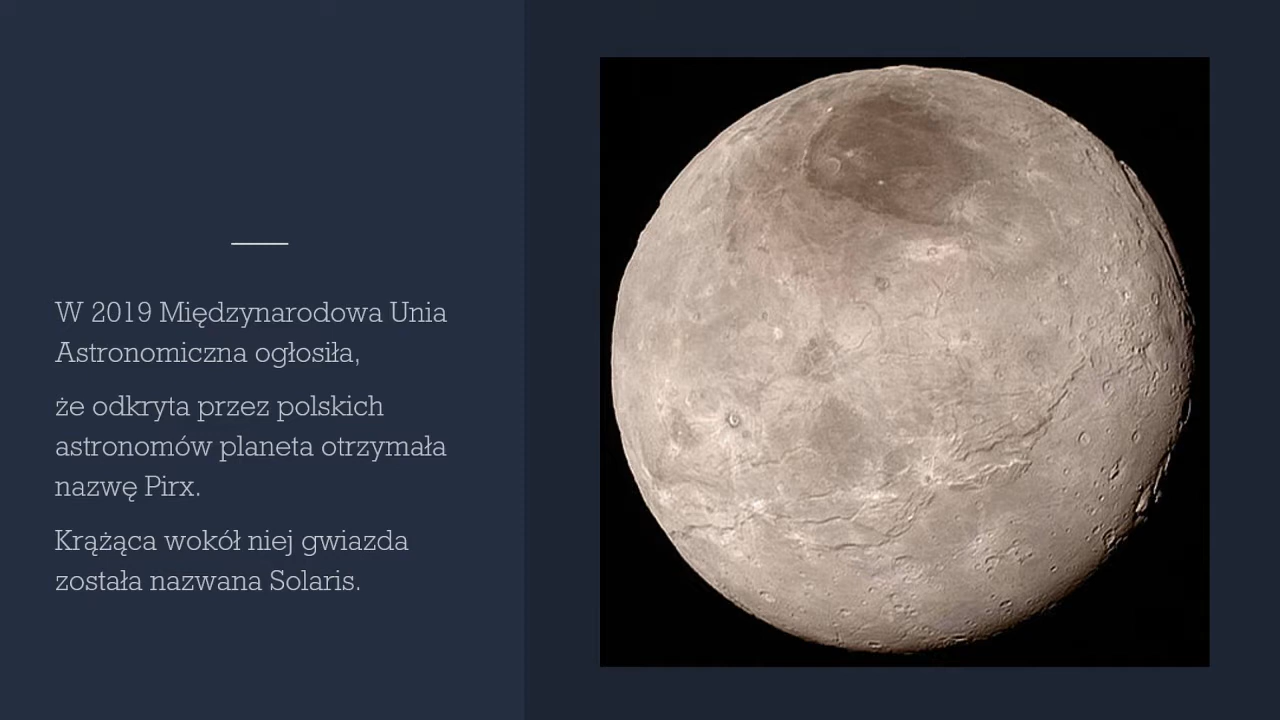 W 2019 Międzynarodowa Unia
Astronomiczna ogłosiła,
że odkryta przez polskich
astronomów planeta otrzymała
nazwę Pirx.
Krążąca wokół niej gwiazda
została nazwana Solaris.